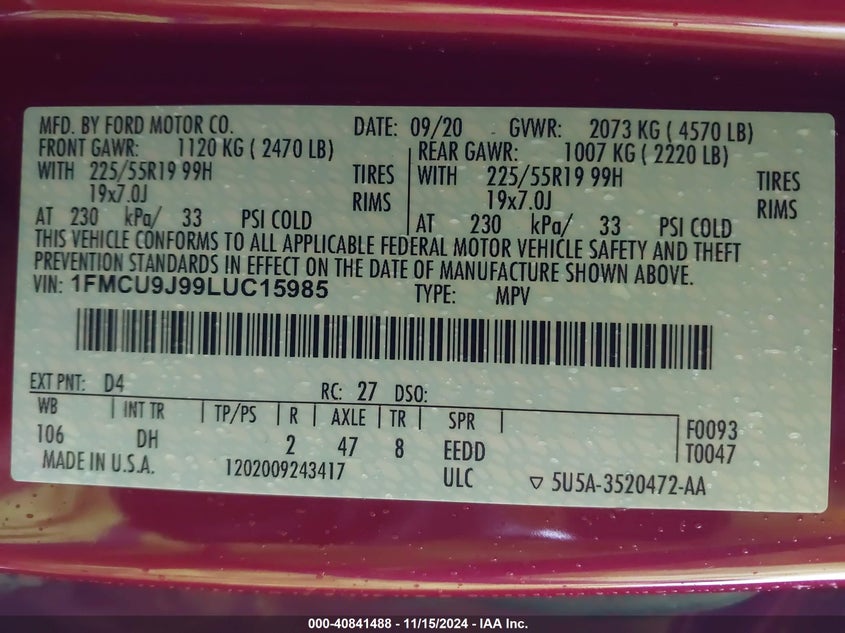 MFD. BY FORD MOTOR CO. DATE: 09/20 GVWR: 2073 KG ( 4570 LB)
FRONT GAWR: 1120 KG ( 2470 LB) REAR GAWR: 1007 KG ( 2220 LB)
WITH 225/55R19 99H TIRES WITH 225/55R19 99H TIRES
19x7.0J RIMS 19x7.0J RIMS
AT 230 kPa/ 33 PSI COLD AT 230 kPa/ 33 PSI COLD
THIS VEHICLE CONFORMS TO ALL APPLICABLE FEDERAL MOTOR VEHICLE SAFETY AND THEFT
PREVENTION STANDARDS IN EFFECT ON THE DATE OF MANUFACTURE SHOWN ABOVE.
VIN: 1FMCU9J99LUC15985 TYPE: MPV
EXT PNT: D4 RC: 27 DSO:
WB INT TR TP/PS R AXLE TR SPR
106 DH 2 47 8 EEDD
F0093
T0047
MADE IN U.S.A. 1202009243417 ULC ▽ 5U5A-3520472-AA
000-40841488 - 11/15/2024 - IAA Inc.